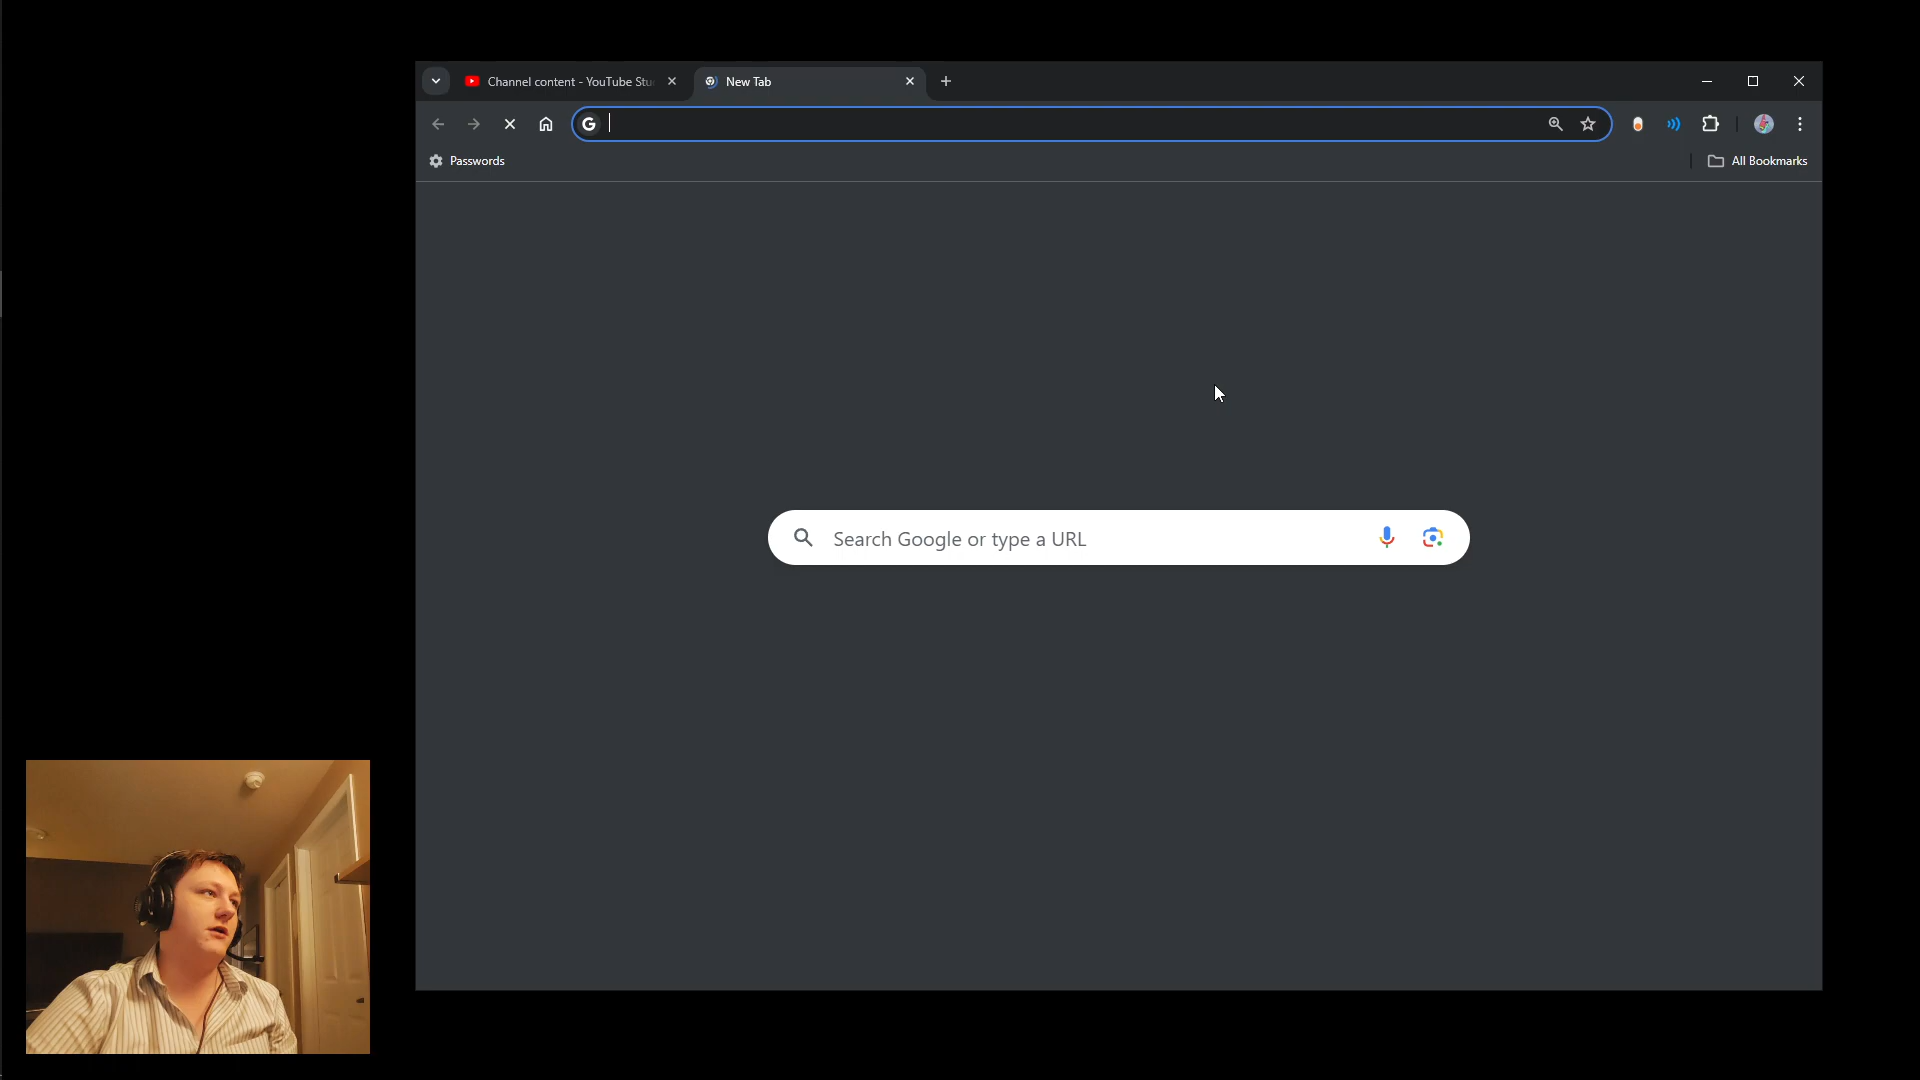 Channel content - YouTube Stu
New Tab
Passwords
All Bookmarks
Search Google or type a URL